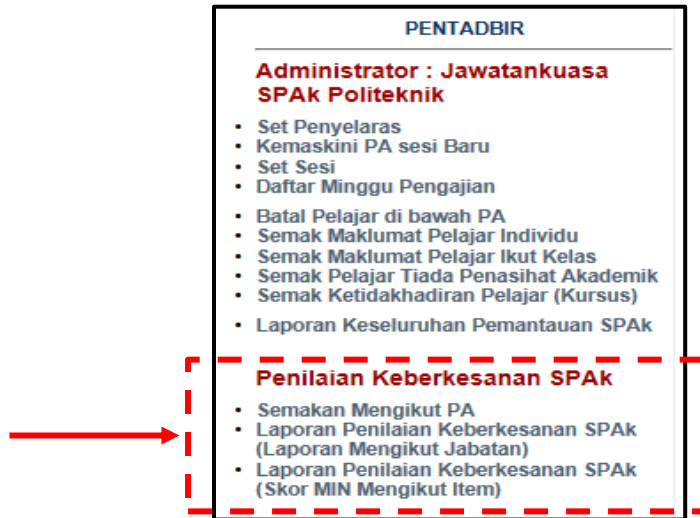 PENTADBIR
Administrator : Jawatankuasa
SPAk Politeknik
• Set Penyelaras
• Kemaskini PA sesi Baru
• Set Sesi
• Daftar Minggu Pengajian
• Batal Pelajar di bawah PA
• Semak Maklumat Pelajar Individu
• Semak Maklumat Pelajar Ikut Kelas
• Semak Pelajar Tiada Penasihat Akademik
• Semak Ketidakhadiran Pelajar (Kursus)
• Laporan Keseluruhan Pemantauan SPAk
Penilaian Keberkesanan SPAk
• Semakan Mengikut PA
• Laporan Penilaian Keberkesanan SPAk
(Laporan Mengikut Jabatan)
• Laporan Penilaian Keberkesanan SPAk
(Skor MIN Mengikut Item)